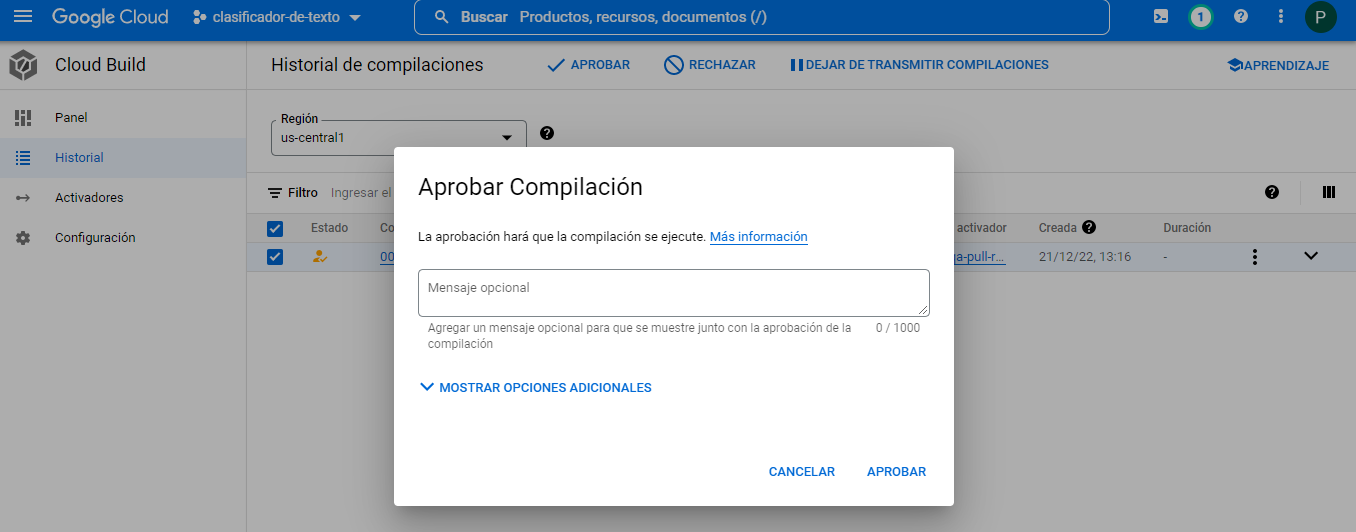 Google Cloud
clasificador-de-texto
Buscar Productos, recursos, documentos (/)
1
P
Cloud Build
Historial de compilaciones
APROBAR
RECHAZAR
DEJAR DE TRANSMITIR COMPILACIONES
APRENDIZAJE
Panel
Historial
Activadores
Configuración
Región
us-central1
Filtro Ingresar el
Estado
Co
activador
Creada
Duración
00
ga-pull-r...
21/12/22, 13:16
-
Aprobar Compilación
La aprobación hará que la compilación se ejecute. Más información
Mensaje opcional
Agregar un mensaje opcional para que se muestre junto con la aprobación de la
compilación
0 / 1000
MOSTRAR OPCIONES ADICIONALES
CANCELAR
APROBAR